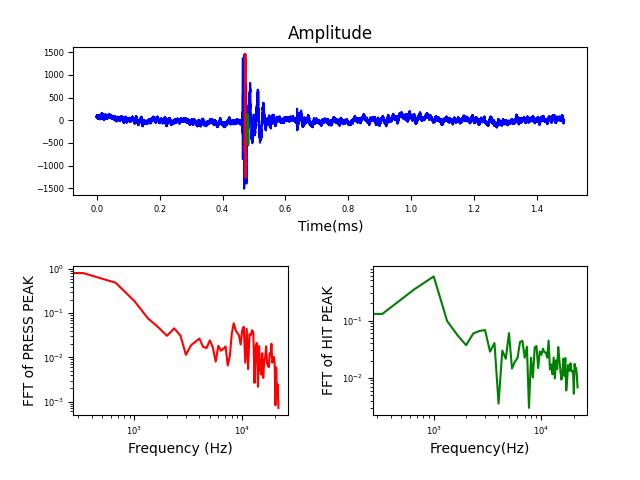 Amplitude
1500
1000
500
0
−500
−1000
−1500
0.0 0.2 0.4 0.6 0.8 1.0 1.2 1.4
Time(ms)
FFT of PRESS PEAK
10⁰
10⁻¹
10⁻²
10⁻³
10³ 10⁴
Frequency (Hz)
FFT of HIT PEAK
10⁻¹
10⁻²
10³ 10⁴
Frequency(Hz)